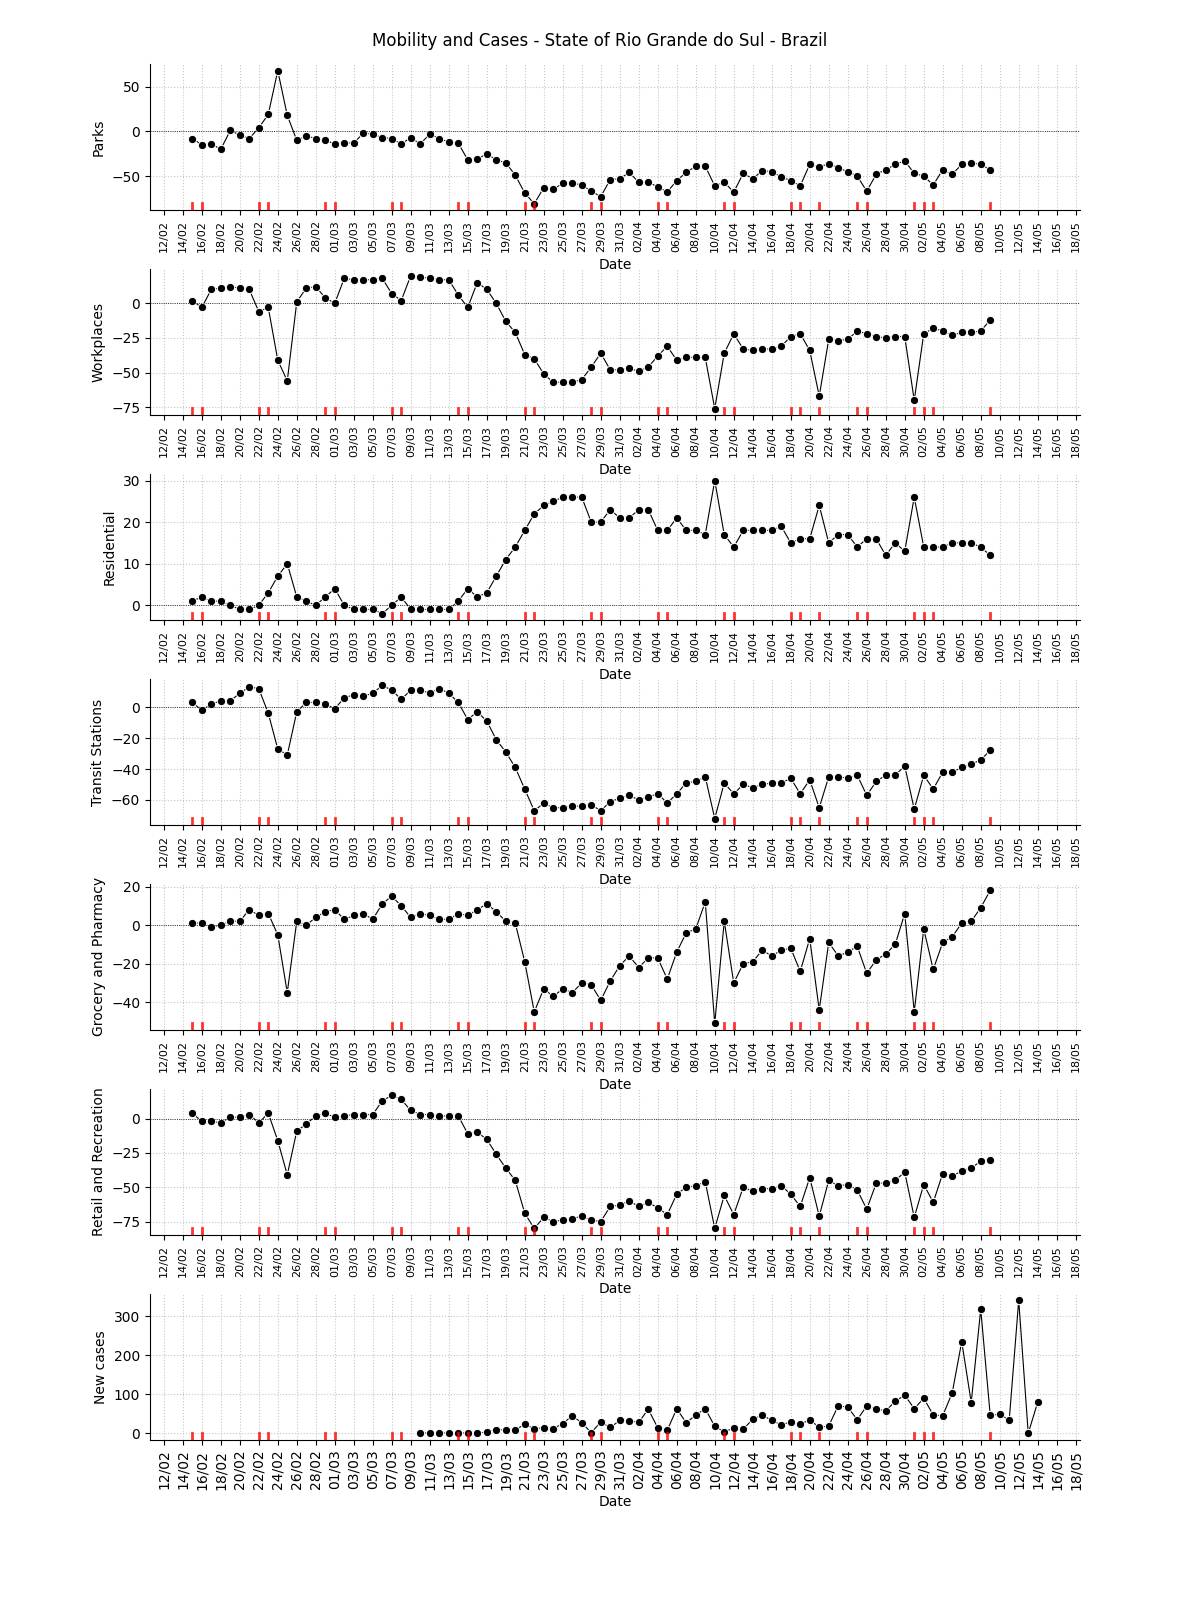 Mobility and Cases - State of Rio Grande do Sul - Brazil
50
0
−50
Parks
12/02 14/02 16/02 18/02 20/02 22/02 24/02 26/02 28/02 01/03 03/03 05/03 07/03 09/03 11/03 13/03 15/03 17/03 19/03 21/03 23/03 25/03 27/03 29/03 31/03 02/04 04/04 06/04 08/04 10/04 12/04 14/04 16/04 18/04 20/04 22/04 24/04 26/04 28/04 30/04 02/05 04/05 06/05 08/05 10/05 12/05 14/05 16/05 18/05
Date
0
−25
−50
−75
Workplaces
12/02 14/02 16/02 18/02 20/02 22/02 24/02 26/02 28/02 01/03 03/03 05/03 07/03 09/03 11/03 13/03 15/03 17/03 19/03 21/03 23/03 25/03 27/03 29/03 31/03 02/04 04/04 06/04 08/04 10/04 12/04 14/04 16/04 18/04 20/04 22/04 24/04 26/04 28/04 30/04 02/05 04/05 06/05 08/05 10/05 12/05 14/05 16/05 18/05
Date
30
20
10
0
Residential
12/02 14/02 16/02 18/02 20/02 22/02 24/02 26/02 28/02 01/03 03/03 05/03 07/03 09/03 11/03 13/03 15/03 17/03 19/03 21/03 23/03 25/03 27/03 29/03 31/03 02/04 04/04 06/04 08/04 10/04 12/04 14/04 16/04 18/04 20/04 22/04 24/04 26/04 28/04 30/04 02/05 04/05 06/05 08/05 10/05 12/05 14/05 16/05 18/05
Date
0
−20
−40
−60
Transit Stations
12/02 14/02 16/02 18/02 20/02 22/02 24/02 26/02 28/02 01/03 03/03 05/03 07/03 09/03 11/03 13/03 15/03 17/03 19/03 21/03 23/03 25/03 27/03 29/03 31/03 02/04 04/04 06/04 08/04 10/04 12/04 14/04 16/04 18/04 20/04 22/04 24/04 26/04 28/04 30/04 02/05 04/05 06/05 08/05 10/05 12/05 14/05 16/05 18/05
Date
20
0
−20
−40
Grocery and Pharmacy
12/02 14/02 16/02 18/02 20/02 22/02 24/02 26/02 28/02 01/03 03/03 05/03 07/03 09/03 11/03 13/03 15/03 17/03 19/03 21/03 23/03 25/03 27/03 29/03 31/03 02/04 04/04 06/04 08/04 10/04 12/04 14/04 16/04 18/04 20/04 22/04 24/04 26/04 28/04 30/04 02/05 04/05 06/05 08/05 10/05 12/05 14/05 16/05 18/05
Date
0
−25
−50
−75
Retail and Recreation
12/02 14/02 16/02 18/02 20/02 22/02 24/02 26/02 28/02 01/03 03/03 05/03 07/03 09/03 11/03 13/03 15/03 17/03 19/03 21/03 23/03 25/03 27/03 29/03 31/03 02/04 04/04 06/04 08/04 10/04 12/04 14/04 16/04 18/04 20/04 22/04 24/04 26/04 28/04 30/04 02/05 04/05 06/05 08/05 10/05 12/05 14/05 16/05 18/05
Date
300
200
100
0
New cases
12/02 14/02 16/02 18/02 20/02 22/02 24/02 26/02 28/02 01/03 03/03 05/03 07/03 09/03 11/03 13/03 15/03 17/03 19/03 21/03 23/03 25/03 27/03 29/03 31/03 02/04 04/04 06/04 08/04 10/04 12/04 14/04 16/04 18/04 20/04 22/04 24/04 26/04 28/04 30/04 02/05 04/05 06/05 08/05 10/05 12/05 14/05 16/05 18/05
Date